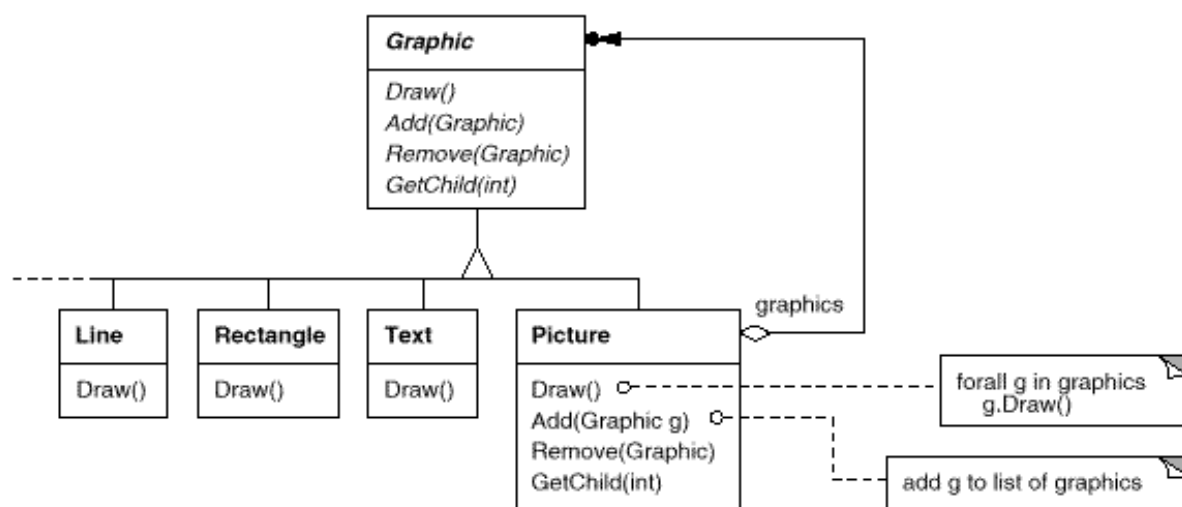 Graphic
Draw()
Add(Graphic)
Remove(Graphic)
GetChild(int)
graphics
Line
Draw()
Rectangle
Draw()
Text
Draw()
Picture
Draw()
Add(Graphic g)
Remove(Graphic)
GetChild(int)
forall g in graphics
g.Draw()
add g to list of graphics